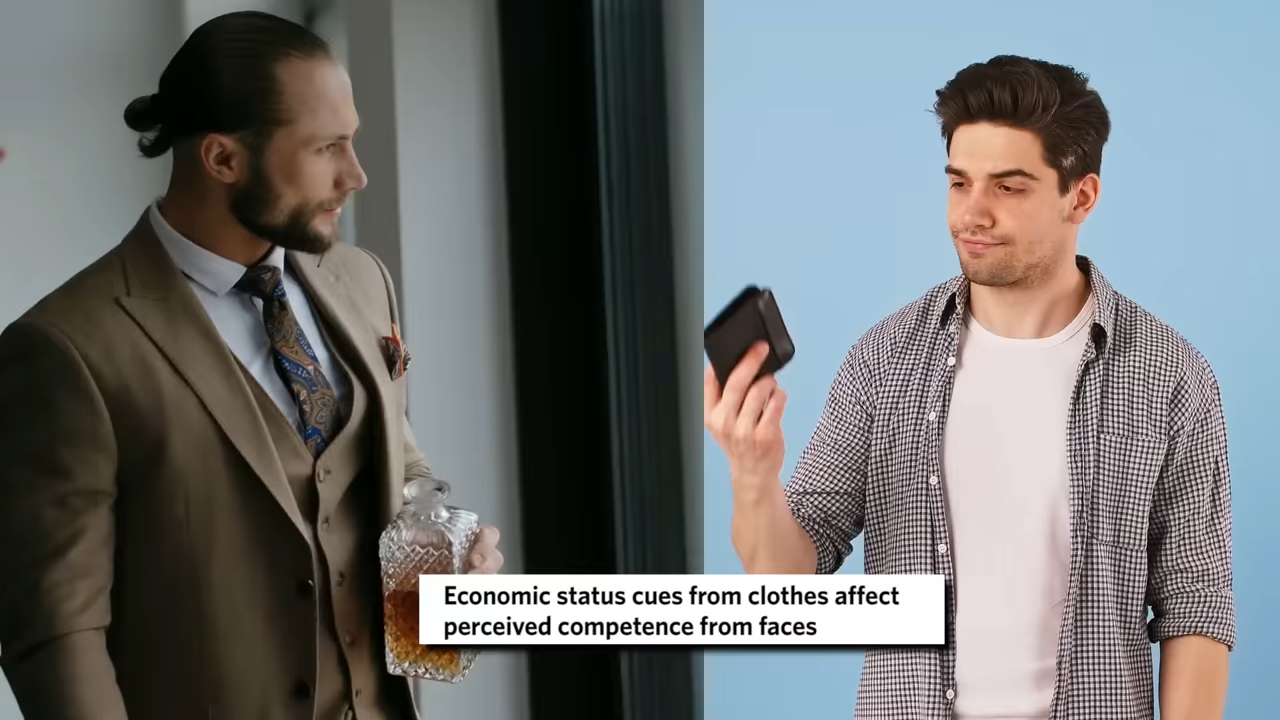 Economic status cues from clothes affect
perceived competence from faces